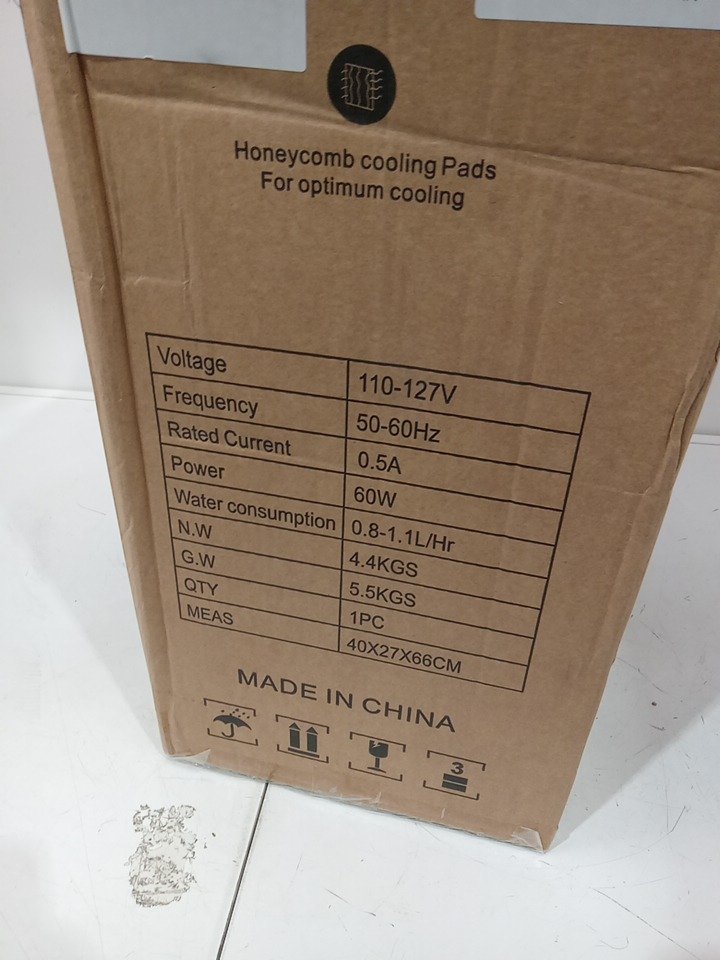 Honeycomb cooling Pads
For optimum cooling
Voltage 110-127V
Frequency 50-60Hz
Rated Current 0.5A
Power 60W
Water consumption 0.8-1.1L/Hr
N.W 4.4KGS
G.W 5.5KGS
QTY 1PC
MEAS 40X27X66CM
MADE IN CHINA
3